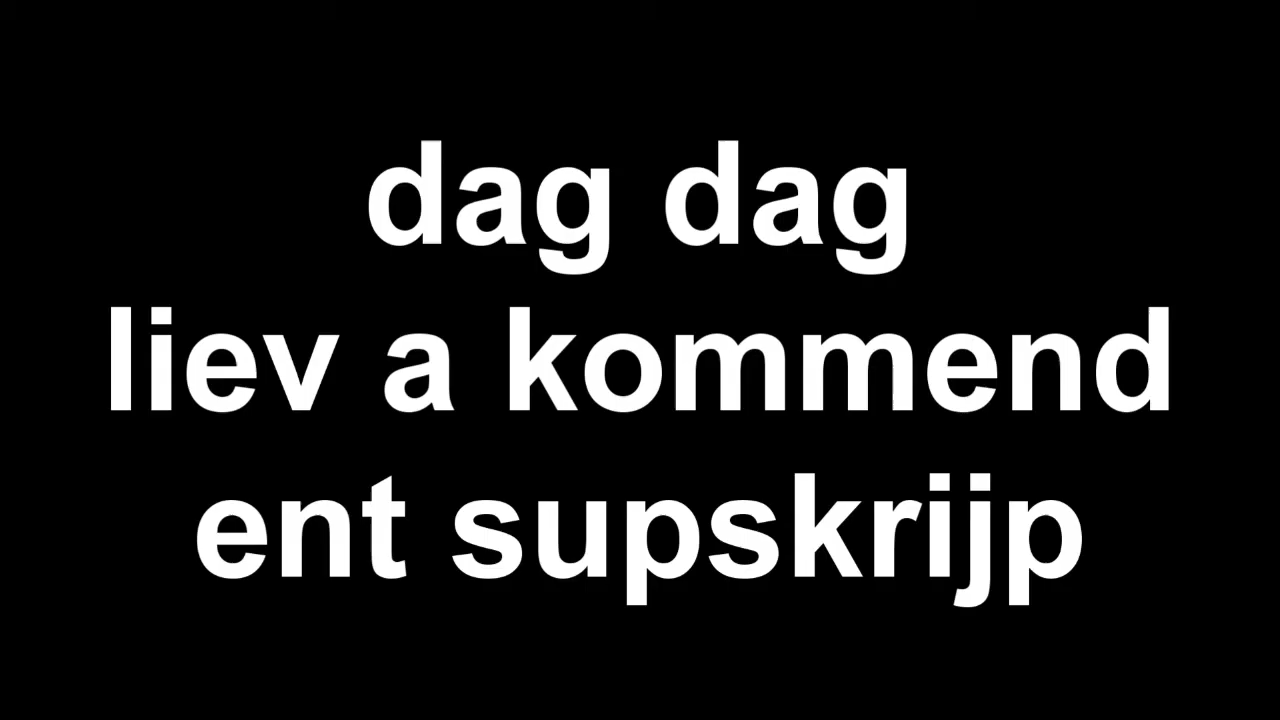 dag dag
liev a kommend
ent supskrijp